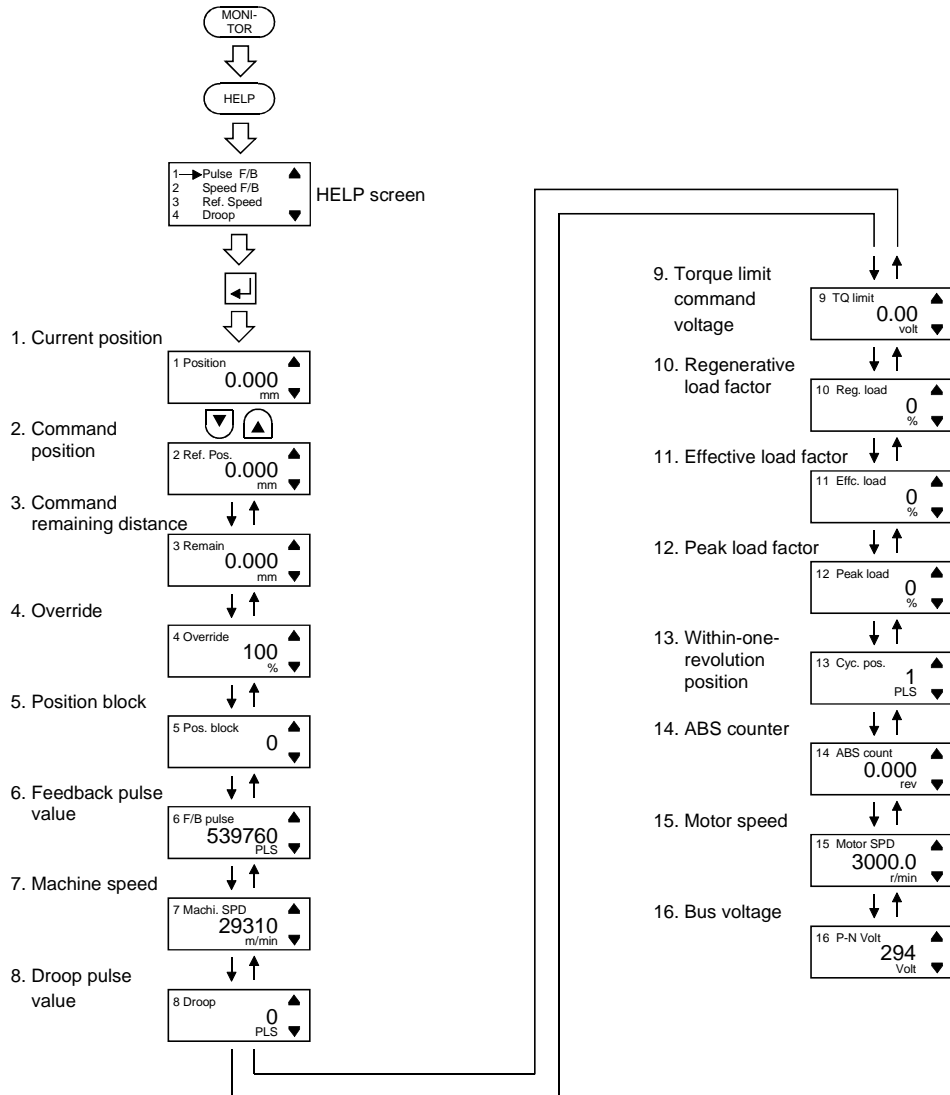 MONI-
TOR
HELP
1 Pulse F/B
2 Speed F/B
3 Ref. Speed
4 Droop
HELP screen
1. Current position
1 Position
0.000
mm
2. Command
position
2 Ref. Pos.
0.000
mm
3. Command
remaining distance
3 Remain
0.000
mm
4. Override
4 Override
100
%
5. Position block
5 Pos. block
0
6. Feedback pulse
value
6 F/B pulse
539760
PLS
7. Machine speed
7 Machi. SPD
29310
m/min
8. Droop pulse
value
8 Droop
0
PLS
9. Torque limit
command
voltage
9 TQ limit
0.00
volt
10. Regenerative
load factor
10 Reg. load
0
%
11. Effective load factor
11 Effc. load
0
%
12. Peak load factor
12 Peak load
0
%
13. Within-one-
revolution
position
13 Cyc. pos.
1
PLS
14. ABS counter
14 ABS count
0.000
rev
15. Motor speed
15 Motor SPD
3000.0
r/min
16. Bus voltage
16 P-N Volt
294
Volt